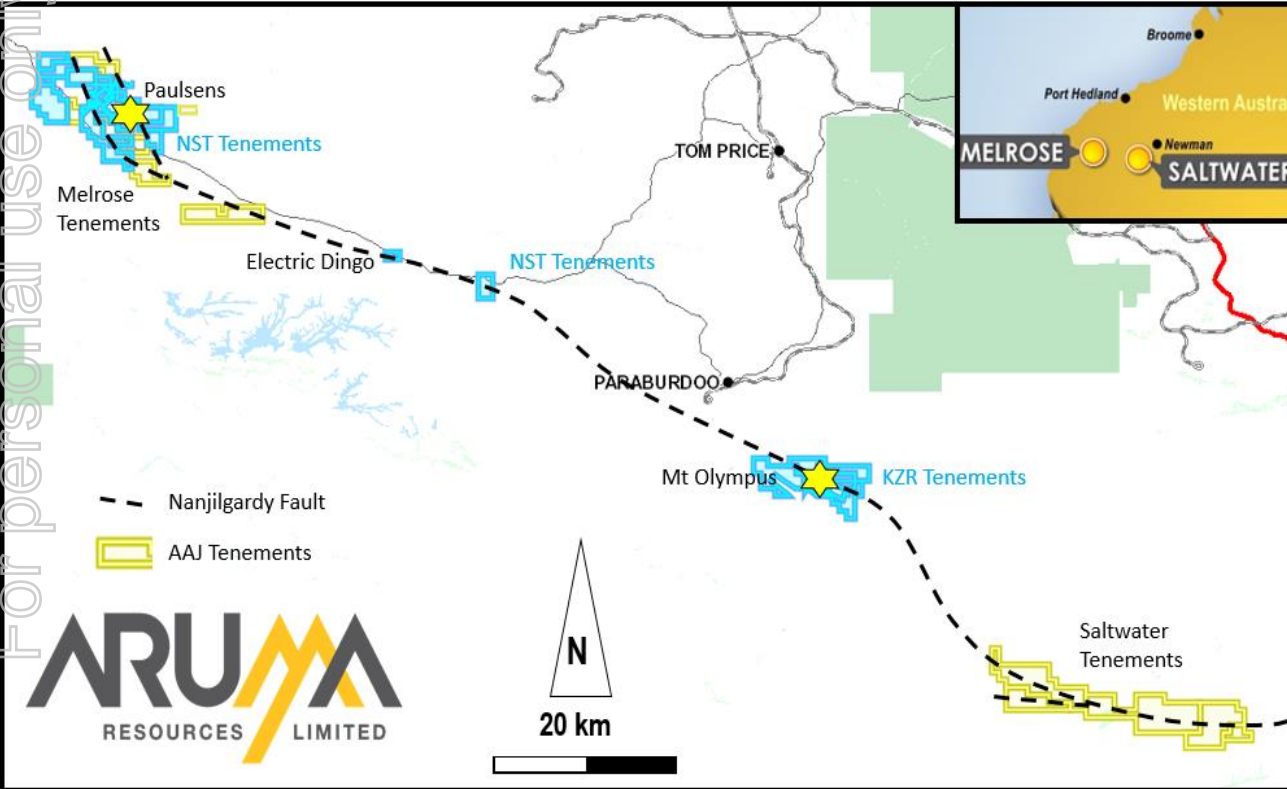 For personal use only
Paulsens
NST Tenements
Melrose
Tenements
Electric Dingo
NST Tenements
TOM PRICE
PARABURDOO
Mt Olympus
KZR Tenements
Saltwater
Tenements
Broome
Port Hedland
Western Austra
Newman
MELROSE
SALTWATER
Nanjilgardy Fault
AAJ Tenements
ARUMA
RESOURCES LIMITED
N
20 km